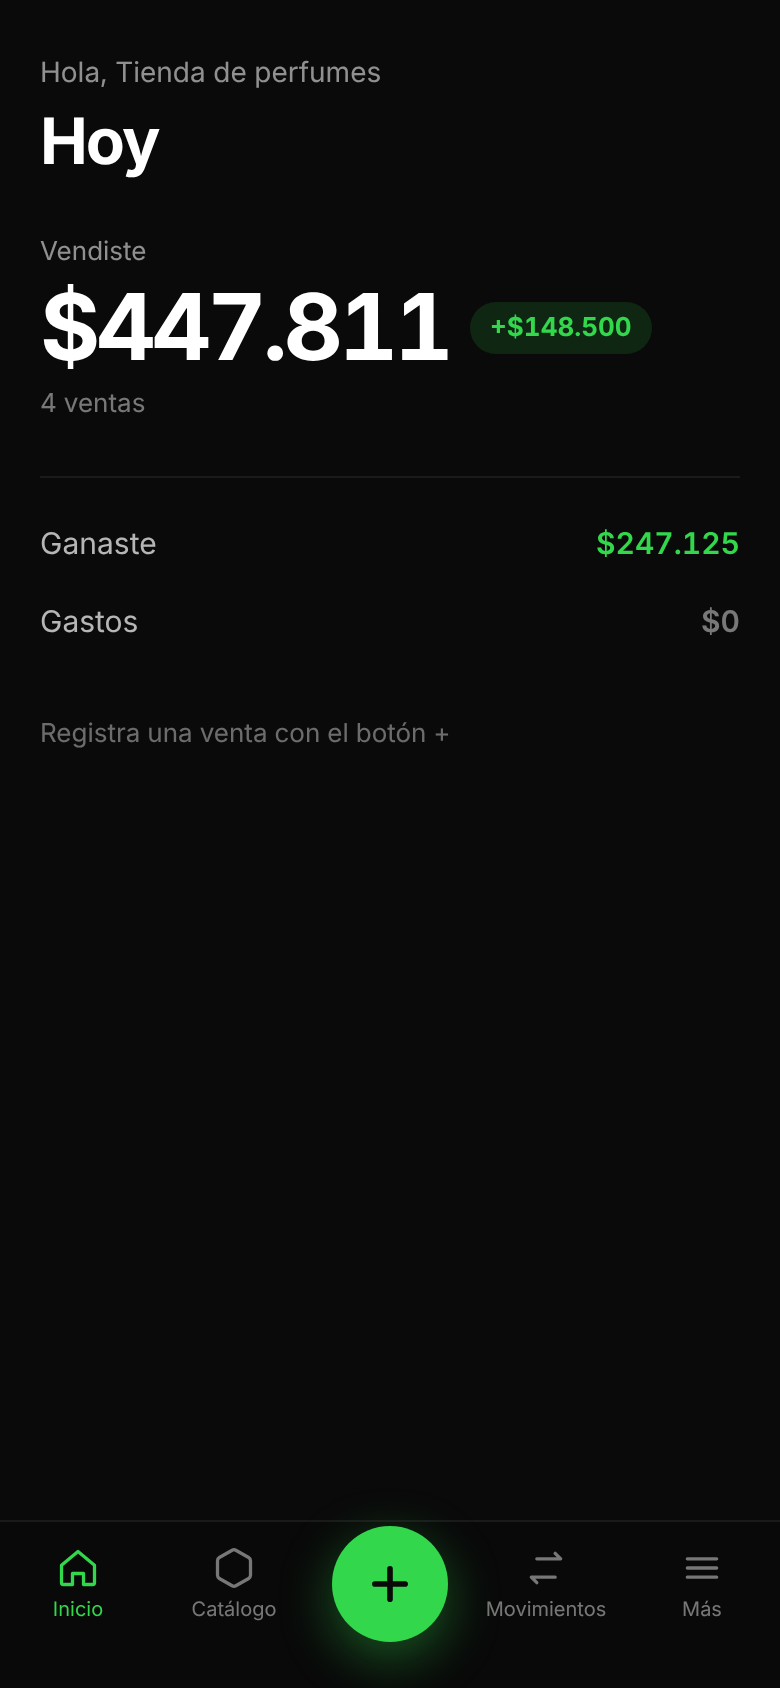 Hola, Tienda de perfumes
Hoy
Vendiste
$447.811 +$148.500
4 ventas
Ganaste $247.125
Gastos $0
Registra una venta con el botón +
Inicio Catálogo + Movimientos Más